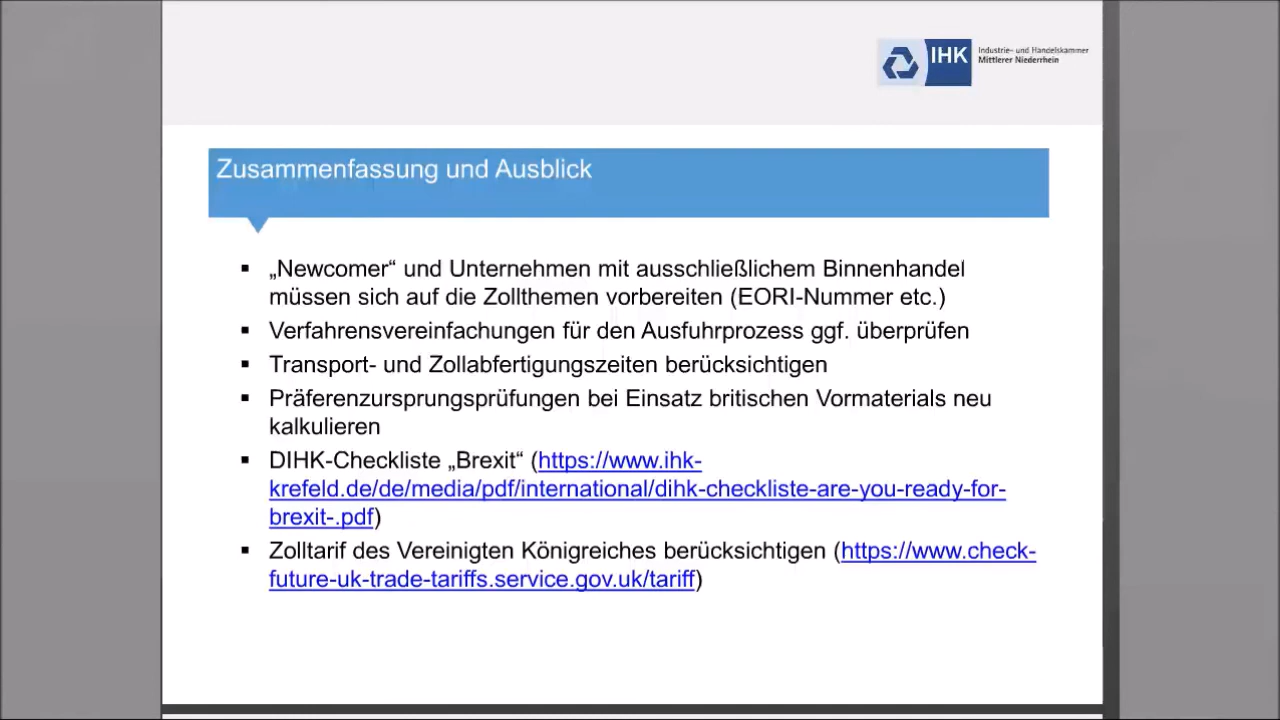 IHK
Industrie- und Handelskammer
Mittlerer Niederrhein
Zusammenfassung und Ausblick
▪ „Newcomer“ und Unternehmen mit ausschließlichem Binnenhandel
müssen sich auf die Zollthemen vorbereiten (EORI-Nummer etc.)
▪ Verfahrensvereinfachungen für den Ausfuhrprozess ggf. überprüfen
▪ Transport- und Zollabfertigungszeiten berücksichtigen
▪ Präferenzursprungsprüfungen bei Einsatz britischen Vormaterials neu
kalkulieren
▪ DIHK-Checkliste „Brexit“ (https://www.ihk-
krefeld.de/de/media/pdf/international/dihk-checkliste-are-you-ready-for-
brexit-.pdf)
▪ Zolltarif des Vereinigten Königreiches berücksichtigen (https://www.check-
future-uk-trade-tariffs.service.gov.uk/tariff)